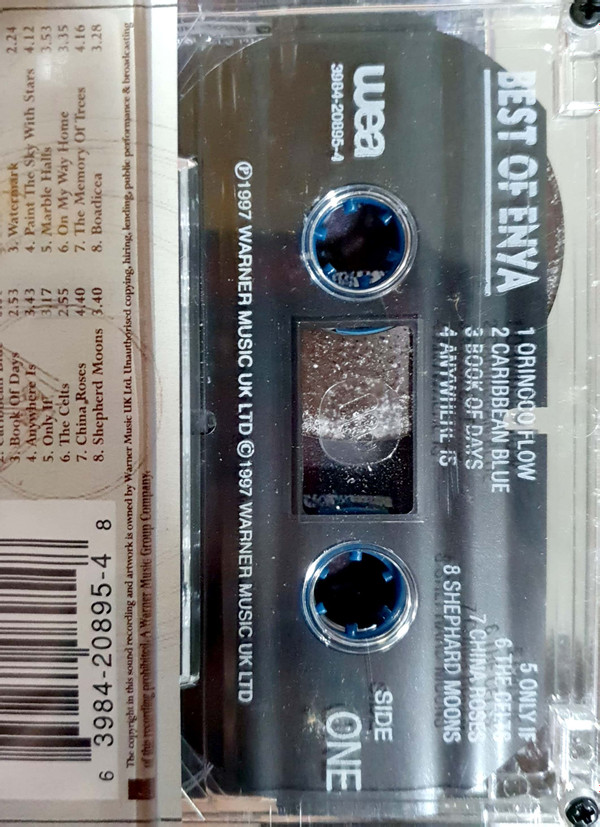 BEST OF ENYA
1 ORINOCO FLOW
2 CARIBBEAN BLUE
3 BOOK OF DAYS
4 ANYWHERE IS
5 ONLY IF
6 THE CELTS
7 CHINA ROSES
8 SHEPHARD MOONS
wea
3984-20895-4
SIDE
ONE
Ⓟ1997 WARNER MUSIC UK LTD ©1997 WARNER MUSIC UK LTD
3. Book Of Days 2.53
4. Anywhere Is 3.43
5. Only If 3.17
6. The Celts 2.55
7. China Roses 4.40
8. Shepherd Moons 3.40
2.24
3. Watermark
4. Paint The Sky With Stars 4.12
5. Marble Halls 3.53
6. On My Way Home 3.35
7. The Memory Of Trees 4.16
8. Boadicea 3.28
The copyright in this sound recording and artwork is owned by Warner Music UK Ltd. Unauthorised copying, hiring, lending, public performance & broadcasting
of this recording prohibited. A Warner Music Group Company.
6 3984-20895-4 8